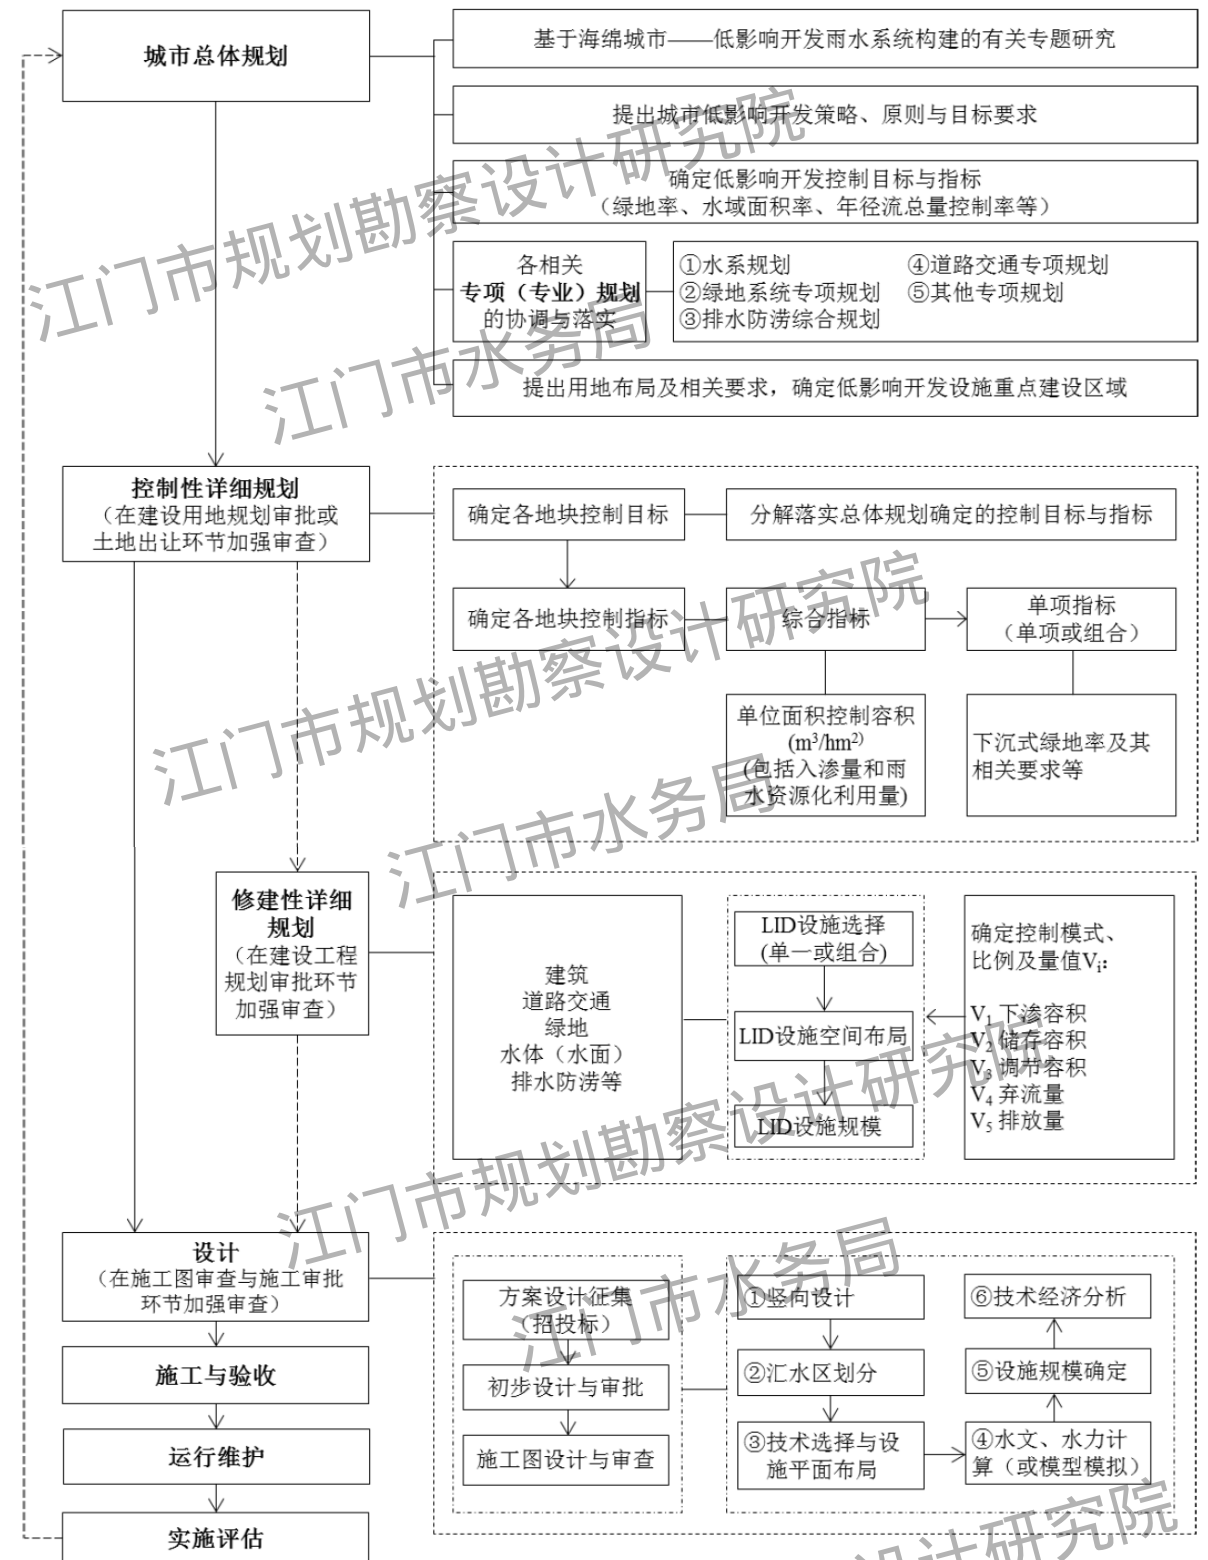 城市总体规划
基于海绵城市——低影响开发雨水系统构建的有关专题研究
提出城市低影响开发策略、原则与目标要求
确定低影响开发控制目标与指标
（绿地率、水域面积率、年径流总量控制率等）
各相关
专项（专业）规划
的协调与落实
①水系规划
②绿地系统专项规划
③排水防涝综合规划
④道路交通专项规划
⑤其他专项规划
提出用地布局及相关要求，确定低影响开发设施重点建设区域
控制性详细规划
（在建设用地规划审批或
土地出让环节加强审查）
确定各地块控制目标
分解落实总体规划确定的控制目标与指标
确定各地块控制指标
综合指标
单项指标
（单项或组合）
单位面积控制容积
(m³/hm²)
(包括入渗量和雨
水资源化利用量)
下沉式绿地率及其
相关要求等
修建性详细
规划
（在建设工程
规划审批环节
加强审查）
建筑
道路交通
绿地
水体（水面）
排水防涝等
LID设施选择
(单一或组合)
LID设施空间布局
LID设施规模
确定控制模式、
比例及量值Vi：
V₁ 下渗容积
V₂ 储存容积
V₃ 调节容积
V₄ 弃流量
V₅ 排放量
设计
（在施工图审查与施工审批
环节加强审查）
方案设计征集
（招投标）
初步设计与审批
施工图设计与审查
①竖向设计
②汇水区划分
③技术选择与设
施平面布局
④水文、水力计
算（或模型模拟）
⑤设施规模确定
⑥技术经济分析
施工与验收
运行维护
实施评估
江门市规划勘察设计研究院
江门市水务局
江门市规划勘察设计研究院
江门市水务局
江门市规划勘察设计研究院
江门市水务局
设计研究院